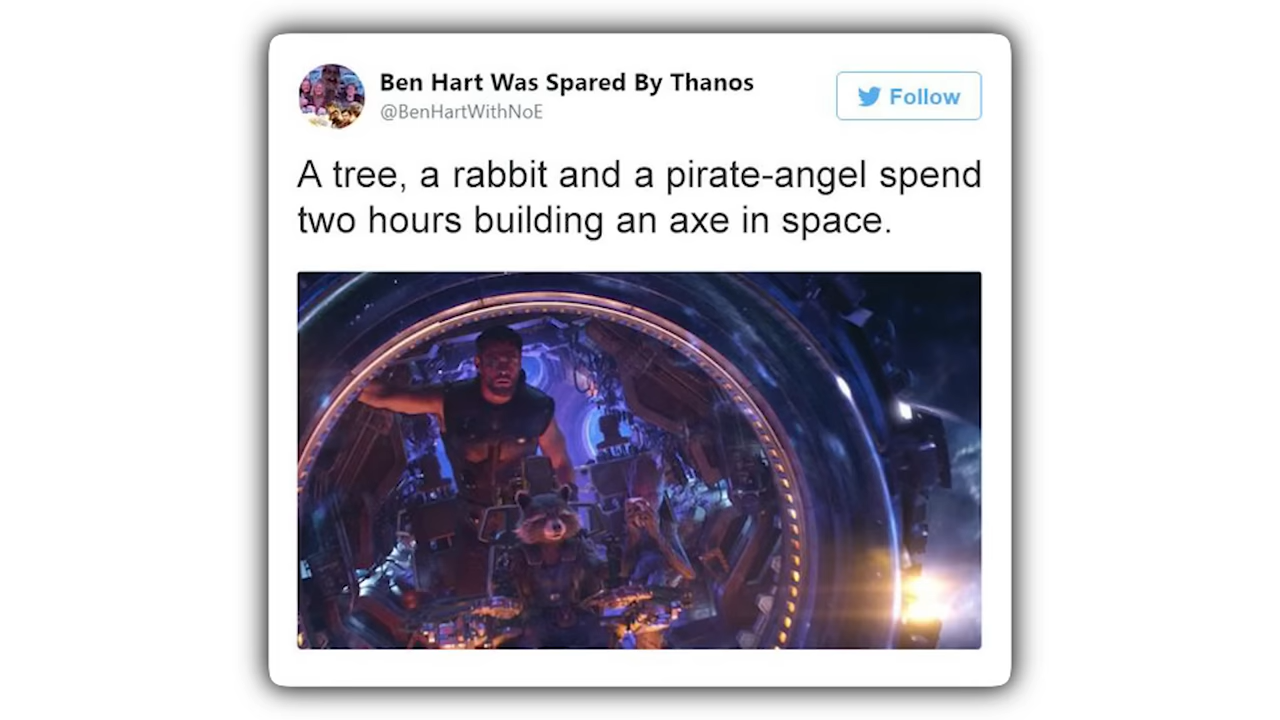 Ben Hart Was Spared By Thanos
@BenHartWithNoE
Follow
A tree, a rabbit and a pirate-angel spend
two hours building an axe in space.